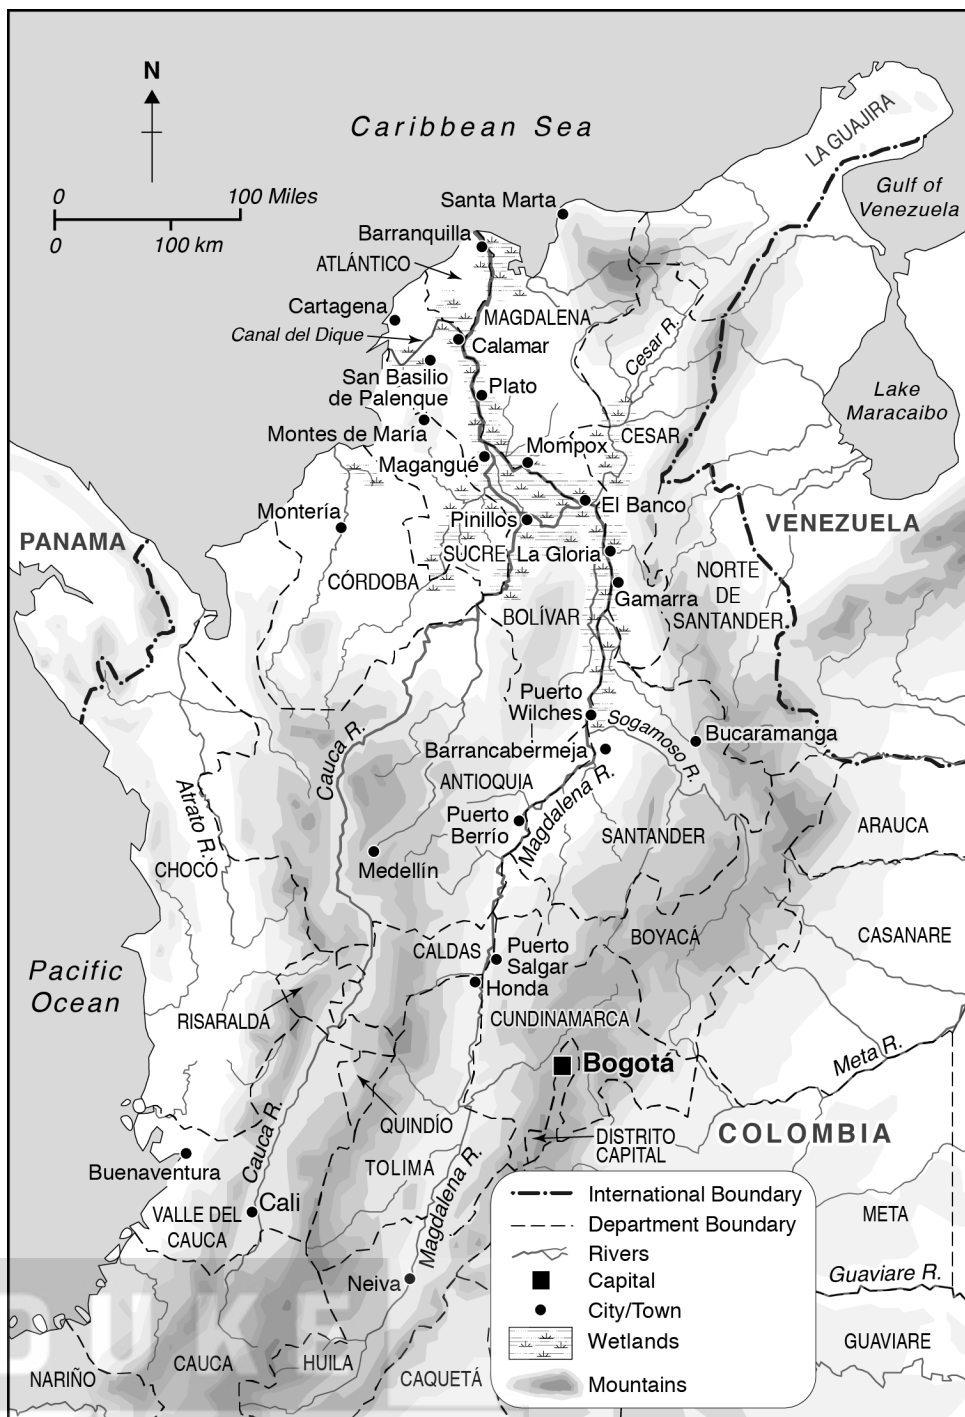 N
Caribbean Sea
LA GUAJIRA
0
100 Miles
0
100 km
Gulf of
Venezuela
Santa Marta
Barranquilla
ATLÁNTICO
Cartagena
MAGDALENA
Canal del Dique
Calamar
Cesar R.
San Basilio
de Palenque
Plato
Lake
Maracaibo
Montes de María
CESAR
Mompox
Magangué
El Banco
Montería
Pinillos
VENEZUELA
PANAMA
SUCRE
La Gloria
CÓRDOBA
NORTE
DE
SANTANDER
Gamarra
BOLÍVAR
Puerto
Wilches
Sogamoso R.
Bucaramanga
Cauca R.
Barrancabermeja
ANTIOQUIA
Magdalena R.
Atrato R.
Puerto
Berrío
SANTANDER
ARAUCA
CHOCÓ
Medellín
BOYACÁ
CASANARE
CALDAS
Puerto
Salgar
Pacific
Ocean
Honda
RISARALDA
CUNDINAMARCA
Meta R.
Bogotá
QUINDÍO
Cauca R.
DISTRITO
CAPITAL
COLOMBIA
TOLIMA
Buenaventura
Magdalena R.
Cali
VALLE DEL
CAUCA
META
Neiva
Guaviare R.
GUAVIARE
CAUCA
HUILA
NARIÑO
CAQUETÁ
International Boundary
Department Boundary
Rivers
Capital
City/Town
Wetlands
Mountains
DUKE